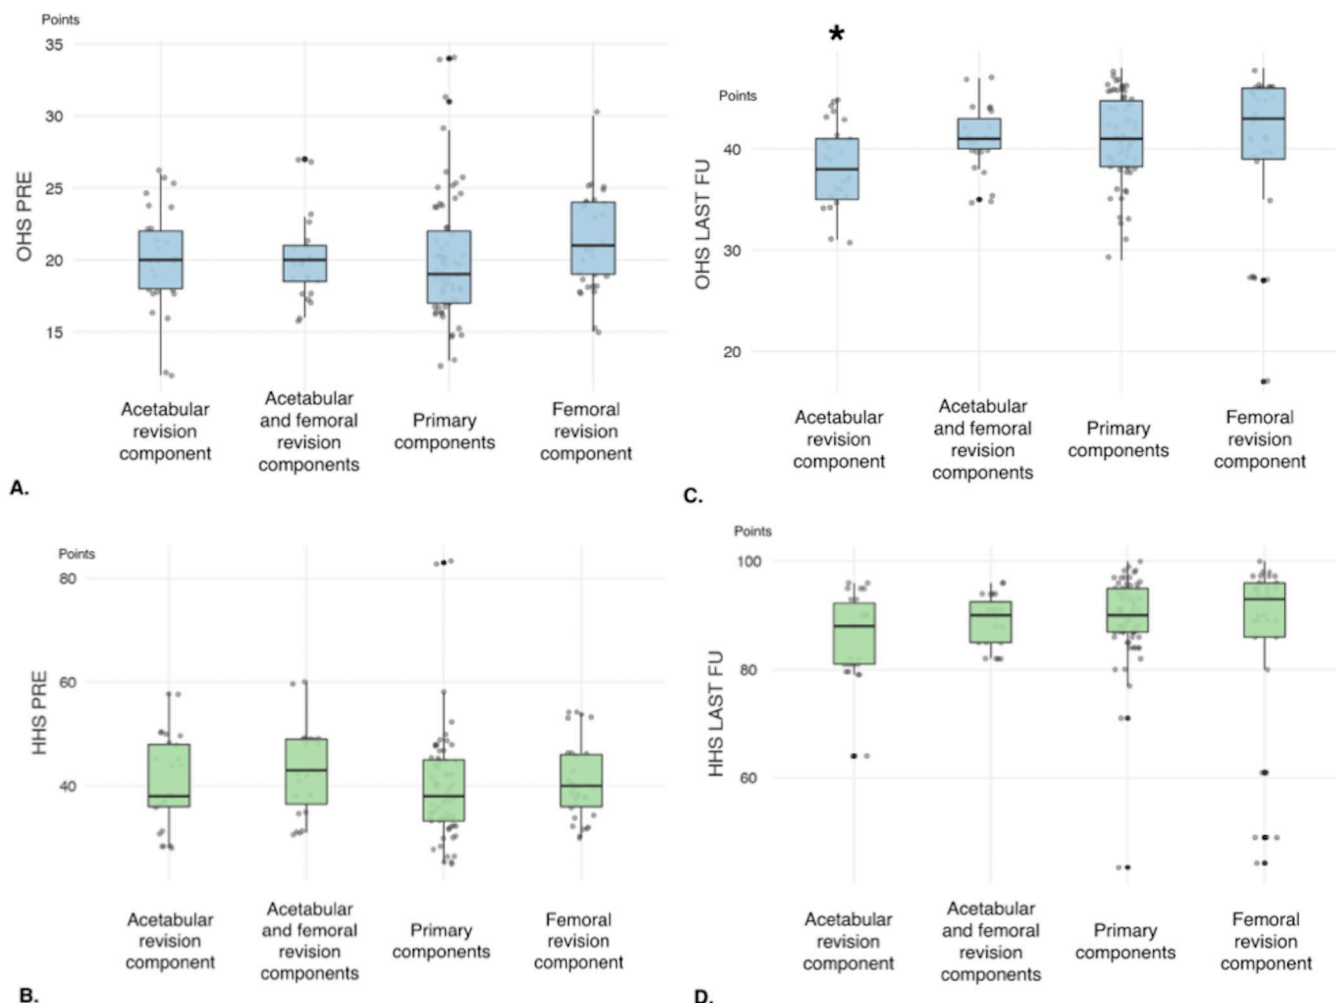 Points
35
30
25
20
15
OHS PRE
Acetabular
revision
component
Acetabular
and femoral
revision
components
Primary
components
Femoral
revision
component
A.
*
Points
40
30
20
OHS LAST FU
Acetabular
revision
component
Acetabular
and femoral
revision
components
Primary
components
Femoral
revision
component
C.
Points
80
60
40
HHS PRE
Acetabular
revision
component
Acetabular
and femoral
revision
components
Primary
components
Femoral
revision
component
B.
Points
100
80
60
HHS LAST FU
Acetabular
revision
component
Acetabular
and femoral
revision
components
Primary
components
Femoral
revision
component
D.